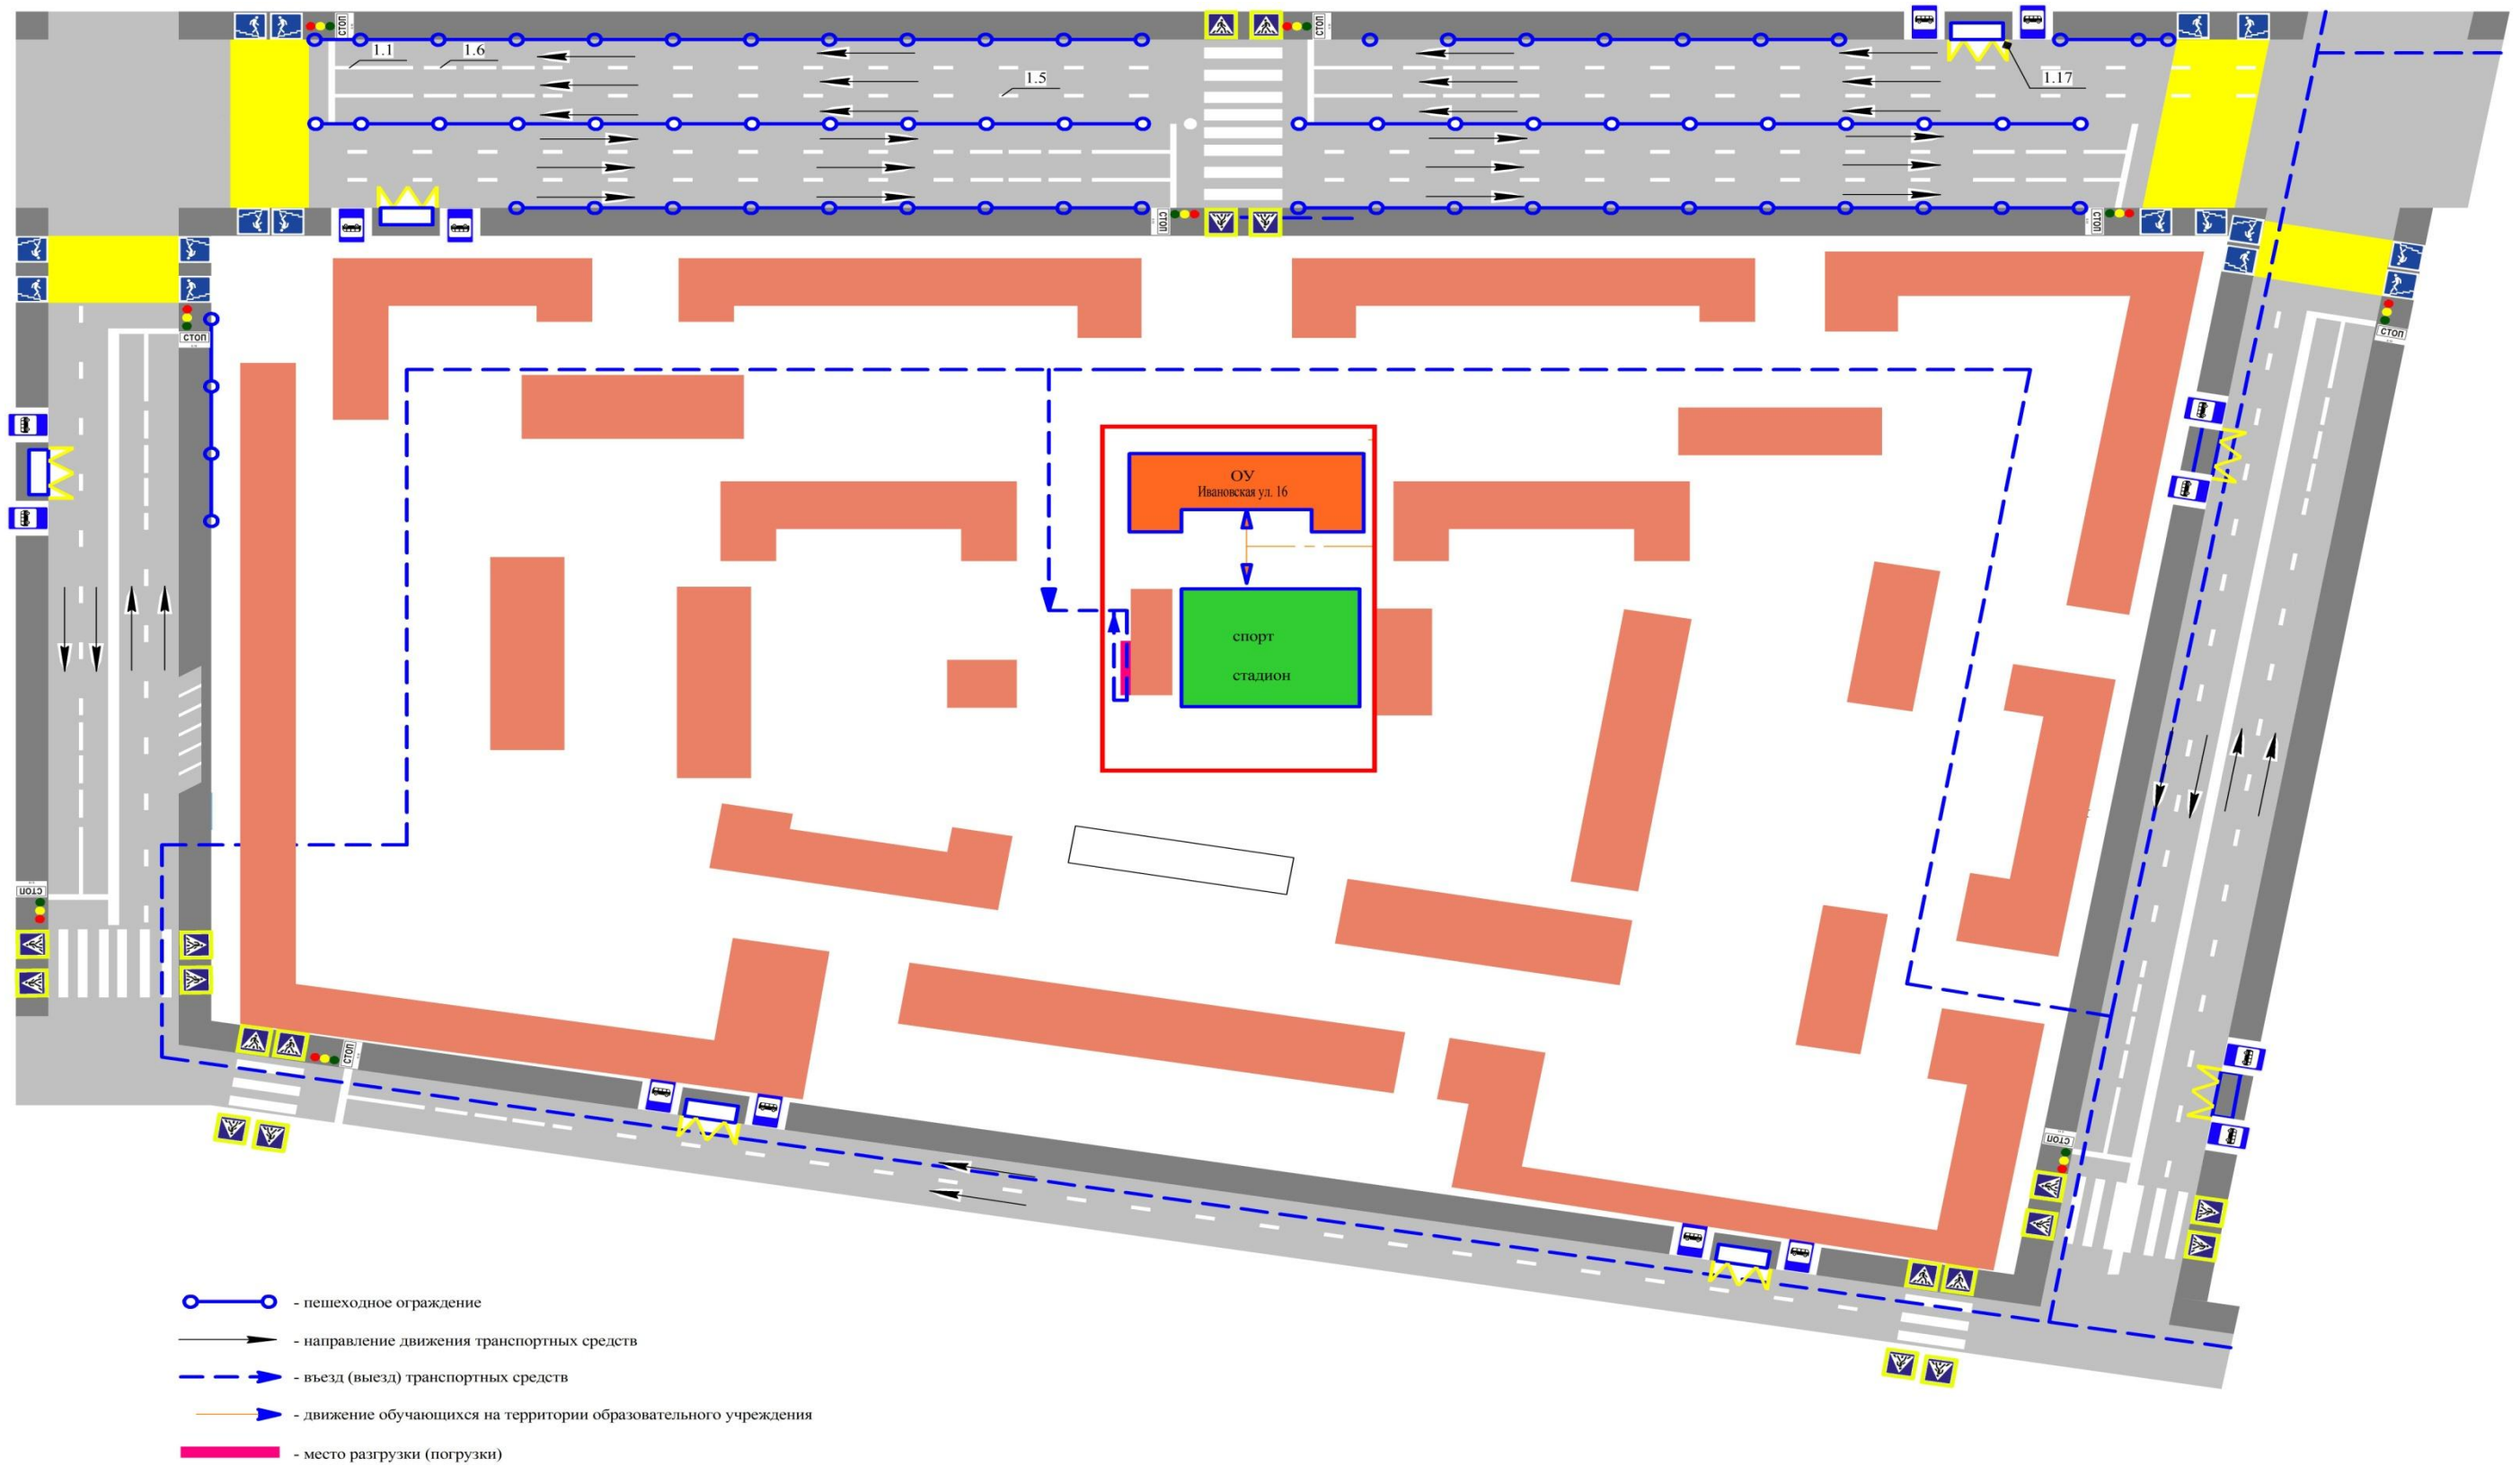 СТОП
СТОП
1.1
1.6
1.5
1.17
СТОП
СТОП
СТОП
СТОП
ОУ
Ивановская ул. 16
спорт
стадион
СТОП
СТОП
СТОП
- пешеходное ограждение
- направление движения транспортных средств
- въезд (выезд) транспортных средств
- движение обучающихся на территории образовательного учреждения
- место разгрузки (погрузки)